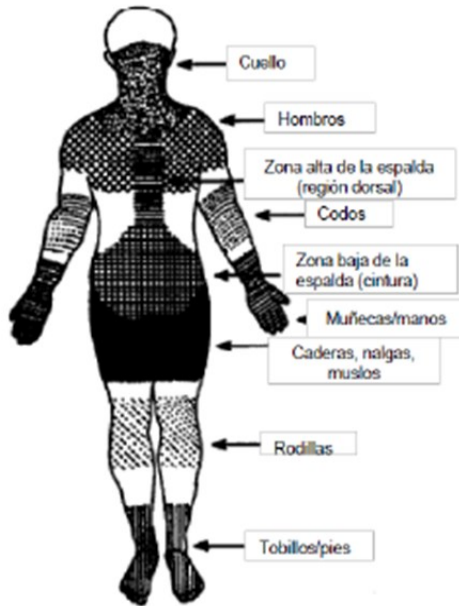 Cuello
Hombros
Zona alta de la espalda
(región dorsal)
Codos
Zona baja de la
espalda (cintura)
Muñecas/manos
Caderas, nalgas,
muslos
Rodillas
Tobillos/pies